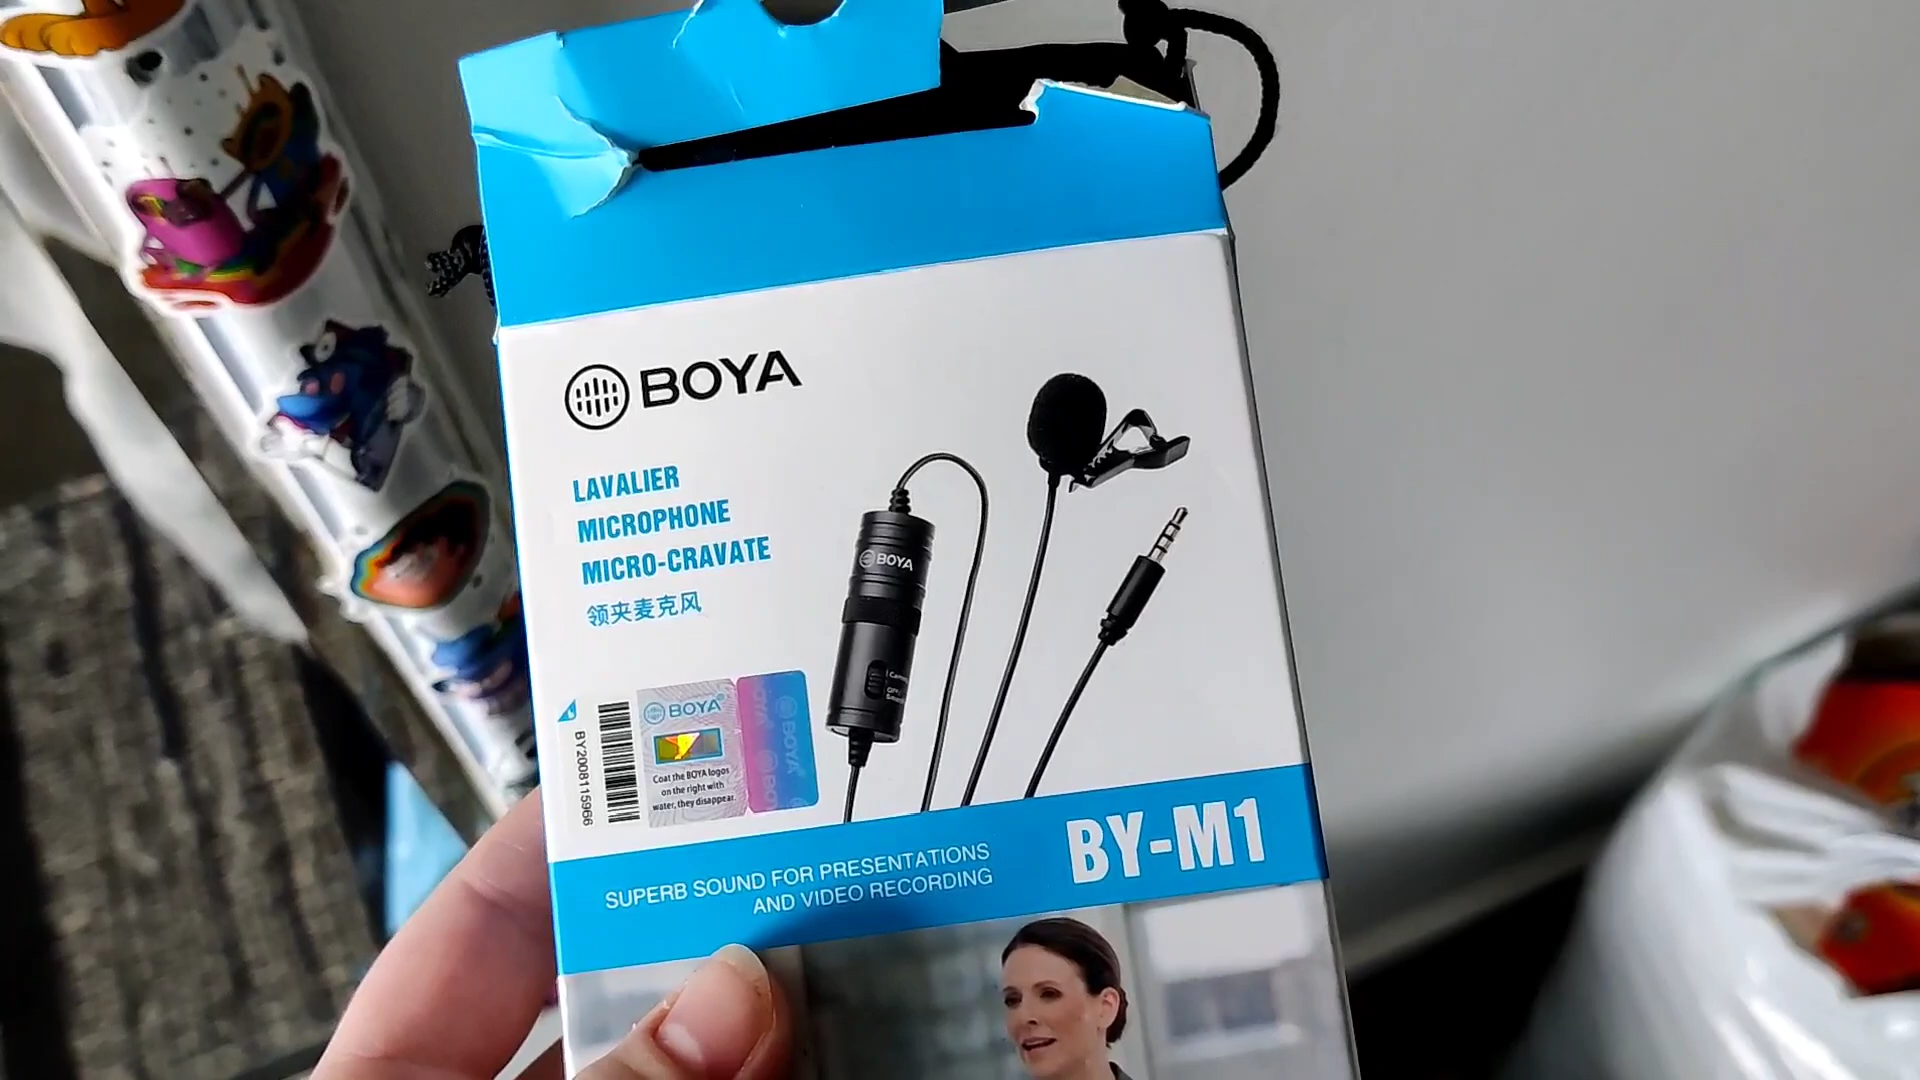 BOYA
LAVALIER
MICROPHONE
MICRO-CRAVATE
领夹麦克风
BOYA
BOYA
Coat the BOYA logos
on the right with
water, they disappear.
BOYA
BY2008115966
SUPERB SOUND FOR PRESENTATIONS
AND VIDEO RECORDING
BY-M1